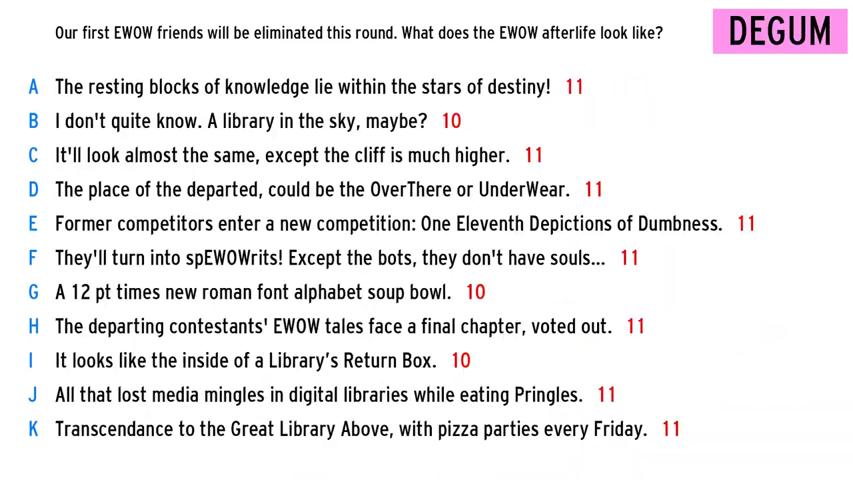 Our first EWOW friends will be eliminated this round. What does the EWOW afterlife look like?
DEGUM
A The resting blocks of knowledge lie within the stars of destiny! 11
B I don't quite know. A library in the sky, maybe? 10
C It'll look almost the same, except the cliff is much higher. 11
D The place of the departed, could be the OverThere or UnderWear. 11
E Former competitors enter a new competition: One Eleventh Depictions of Dumbness. 11
F They'll turn into spEWOWrits! Except the bots, they don't have souls... 11
G A 12 pt times new roman font alphabet soup bowl. 10
H The departing contestants' EWOW tales face a final chapter, voted out. 11
I It looks like the inside of a Library’s Return Box. 10
J All that lost media mingles in digital libraries while eating Pringles. 11
K Transcendance to the Great Library Above, with pizza parties every Friday. 11